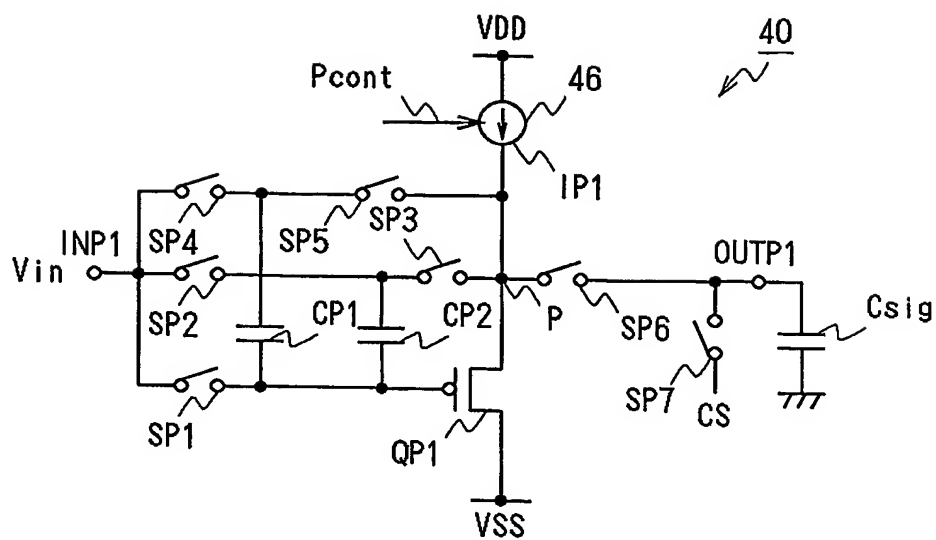 VDD
40
Pcont
46
IP1
SP4
SP5
SP3
INP1
OUTP1
Vin
SP2
CP1
CP2
P
SP6
Csig
SP7
CS
SP1
QP1
VSS